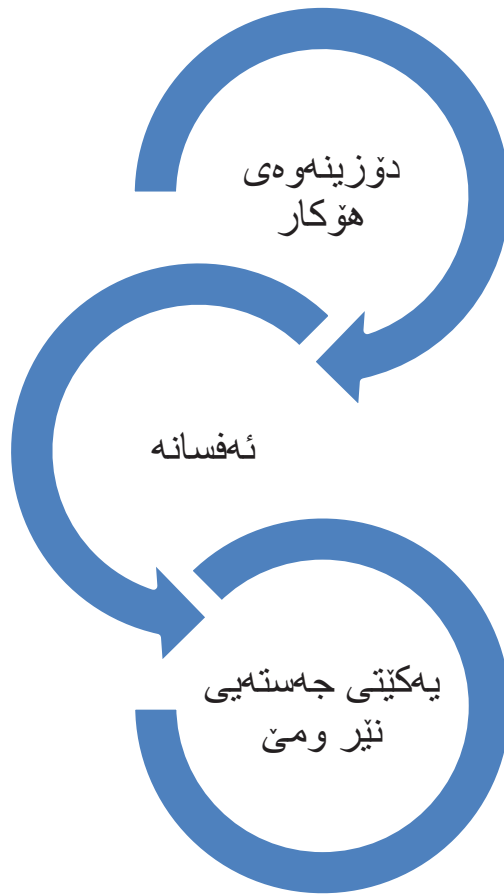 دۆزینەوەی
هۆکار
ئەفسانە
یەکێتی جەستەیی
نێر ومێ